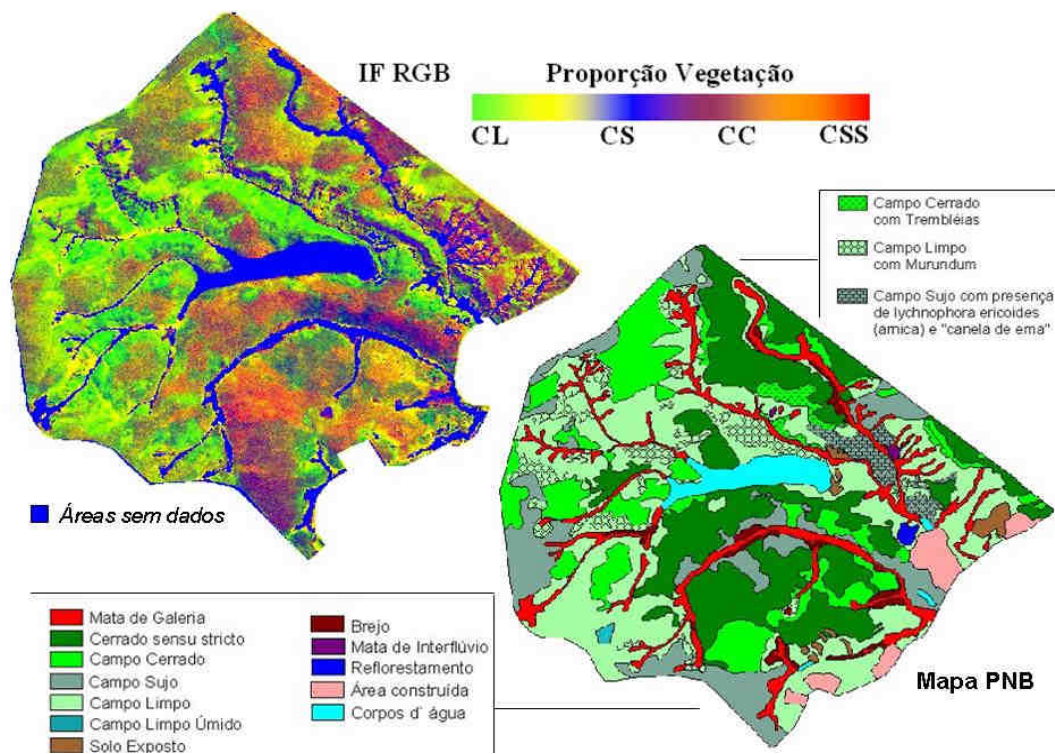 IF RGB
Proporção Vegetação
CL CS CC CSS
Campo Cerrado
com Trembléias
Campo Limpo
com Murundum
Campo Sujo com presença
de lychnophora ericoides
(arnica) e "canela de ema"
Áreas sem dados
Mata de Galeria
Cerrado sensu stricto
Campo Cerrado
Campo Sujo
Campo Limpo
Campo Limpo Úmido
Solo Exposto
Brejo
Mata de Interflúvio
Reflorestamento
Área construída
Corpos d` água
Mapa PNB